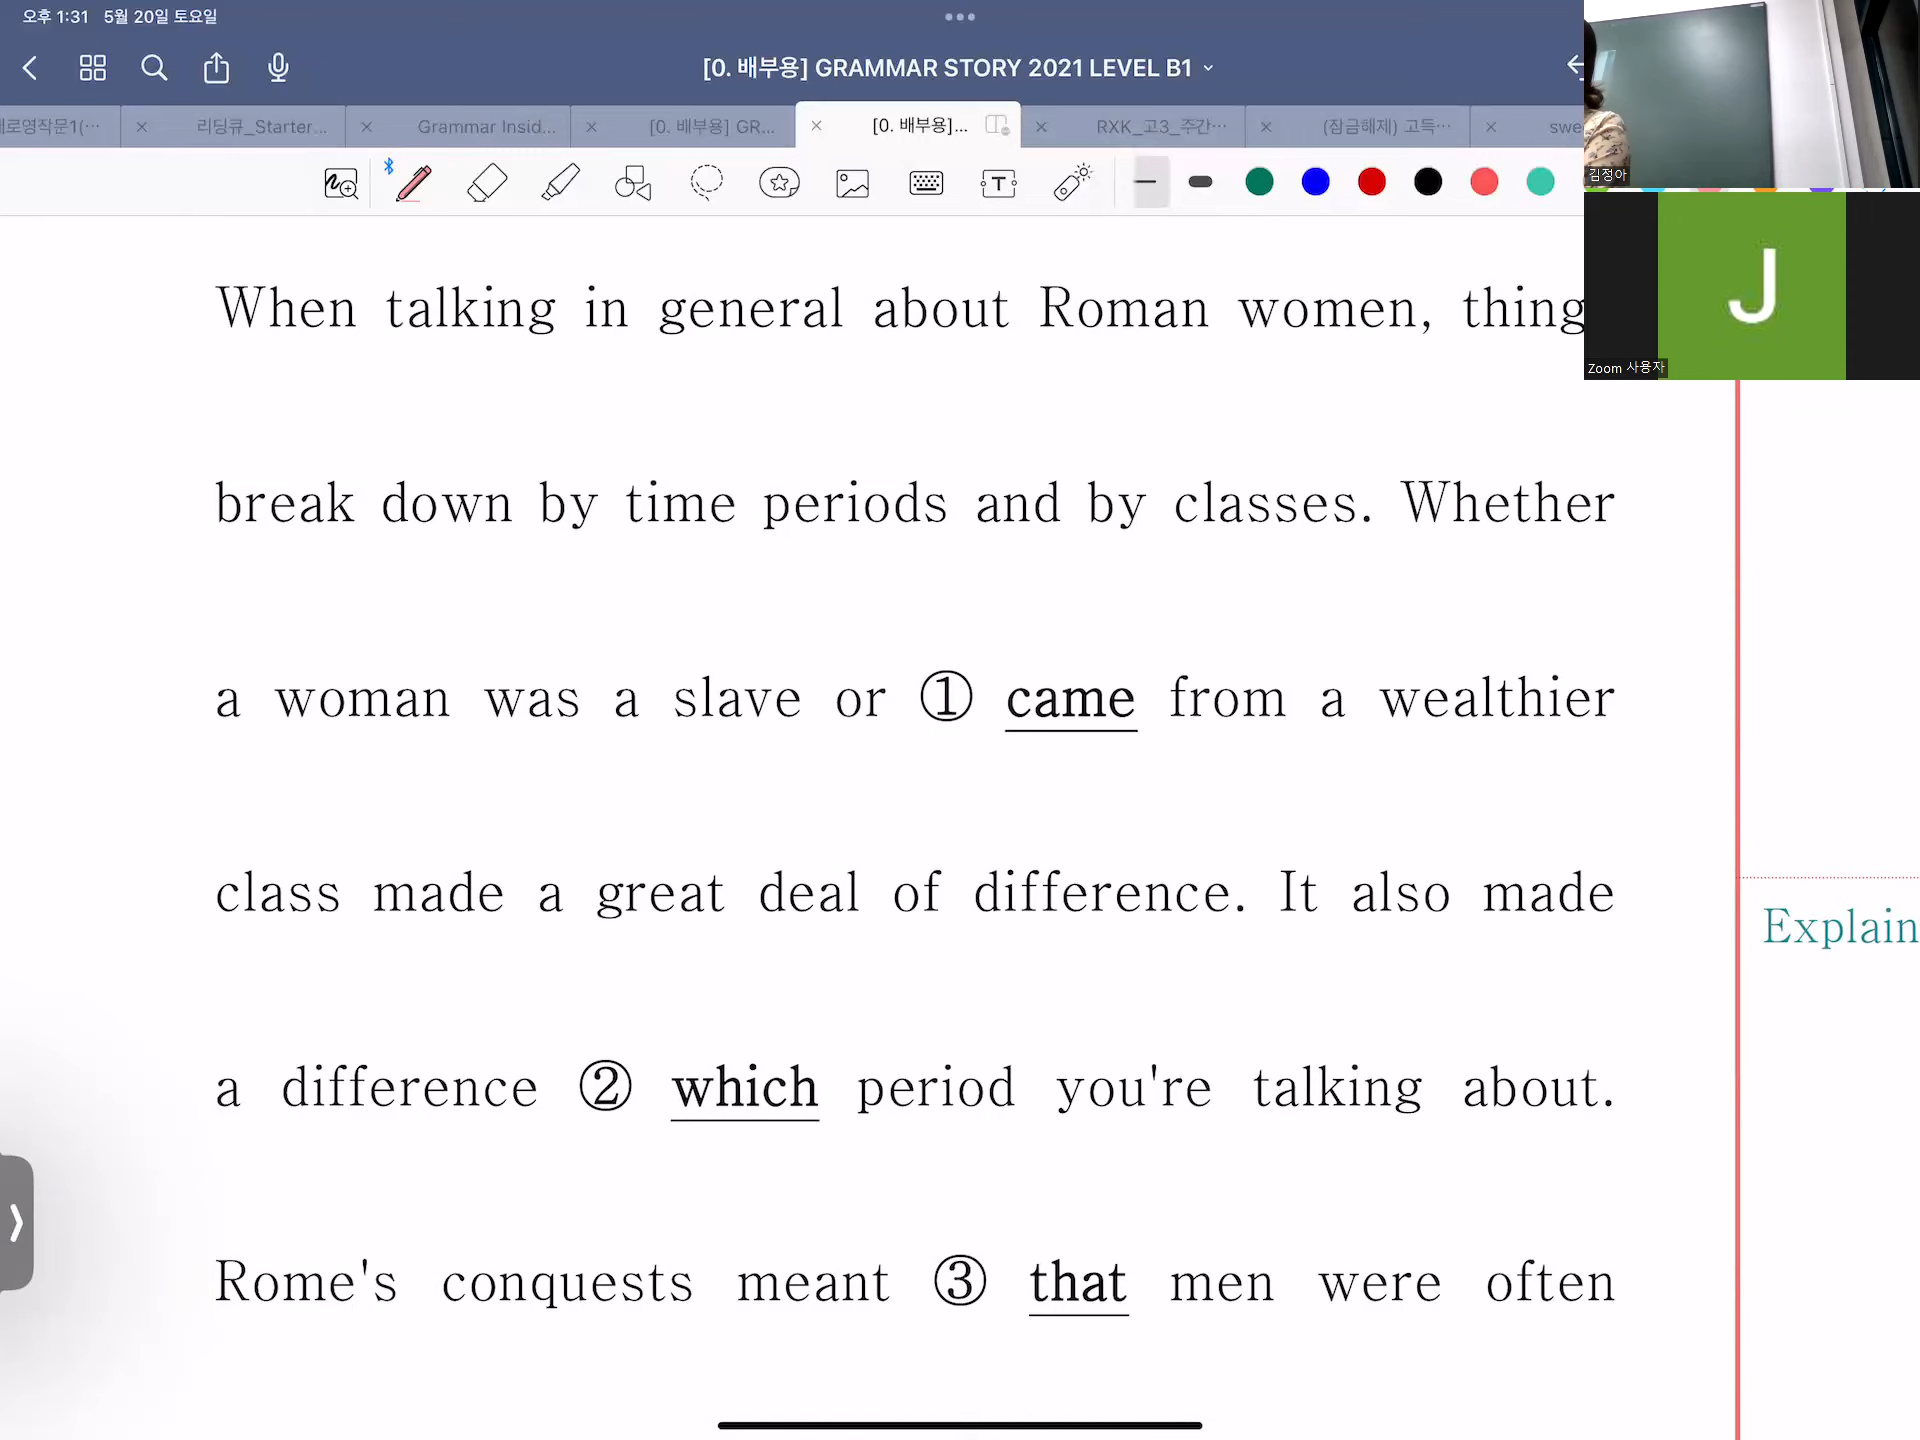 오후 1:31 5월 20일 토요일
[0. 배부용] GRAMMAR STORY 2021 LEVEL B1
리딩큐_Starter... Grammar Insid... [0. 배부용] GR... [0. 배부용]... RXK_고3_주간... (잠금해제) 고득... swe
김정아
J
Zoom 사용자
When talking in general about Roman women, thing
break down by time periods and by classes. Whether
a woman was a slave or ① came from a wealthier
class made a great deal of difference. It also made
Explain
a difference ② which period you're talking about.
Rome's conquests meant ③ that men were often